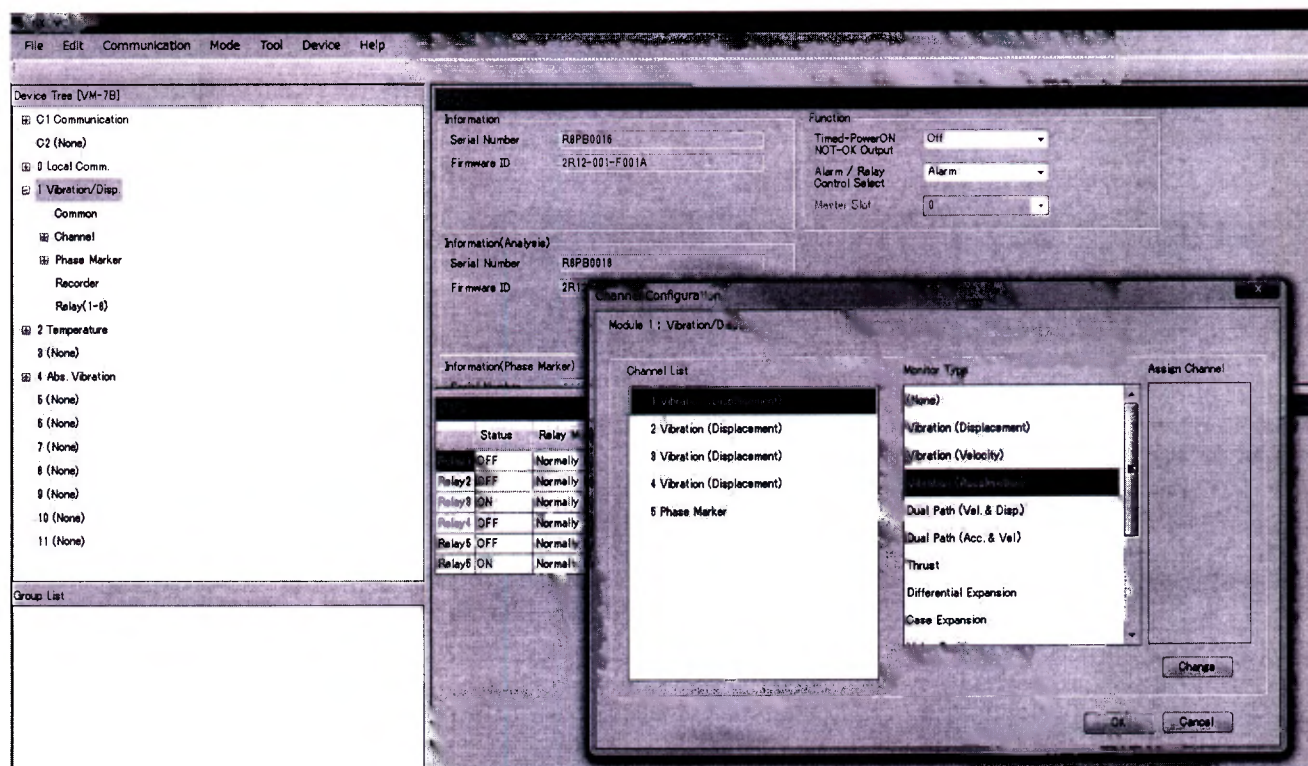 File Edit Communication Mode Tool Device Help
Device Tree [VM-7B]
C1 Communication
C2 (None)
0 Local Comm.
1 Vibration/Disp.
Common
Channel
Phase Marker
Recorder
Relay(1-8)
2 Temperature
3 (None)
4 Abs. Vibration
5 (None)
6 (None)
7 (None)
8 (None)
9 (None)
10 (None)
11 (None)
Group List
Information
Serial Number R8PB0016
Firmware ID 2R12-001-F001A
Function
Timed-PowerON
NOT-OK Output Off
Alarm / Relay
Control Select Alarm
Master Slot 0
Information(Analysis)
Serial Number R8PB0016
Firmware ID
Information(Phase Marker)
Status Relay
OFF Normally
Relay2 OFF Normally
Relay3 ON Normally
Relay4 OFF Normally
Relay5 OFF Normally
Relay6 ON Normally
Channel Configuration
Module 1 : Vibration/
Channel List
1 Vibration (Displacement)
2 Vibration (Displacement)
3 Vibration (Displacement)
4 Vibration (Displacement)
5 Phase Marker
Monitor Type
(None)
Vibration (Displacement)
Vibration (Velocity)
Vibration (Acceleration)
Dual Path (Vel. & Disp.)
Dual Path (Acc. & Vel)
Thrust
Differential Expansion
Case Expansion
Assign Channel
Change
OK Cancel